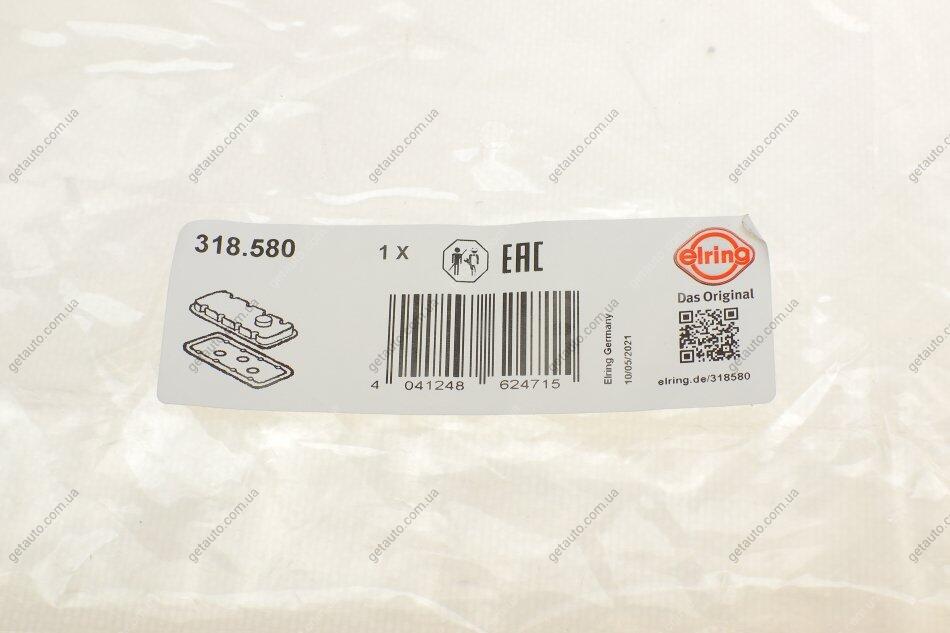 318.580
1 X
EAC
elring
Das Original
4 041248 624715
Elring Germany
10/05/2021
elring.de/318580
getauto.com.ua